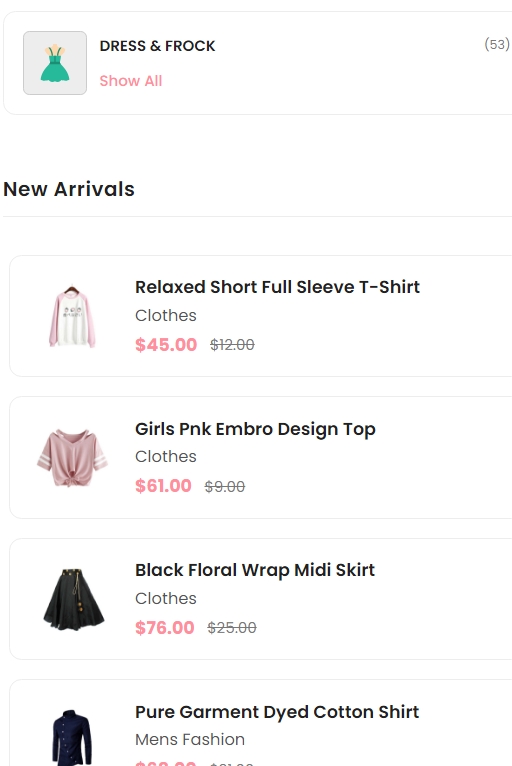 DRESS & FROCK
(53)
Show All
New Arrivals
Relaxed Short Full Sleeve T-Shirt
Clothes
$45.00 $12.00
Girls Pnk Embro Design Top
Clothes
$61.00 $9.00
Black Floral Wrap Midi Skirt
Clothes
$76.00 $25.00
Pure Garment Dyed Cotton Shirt
Mens Fashion